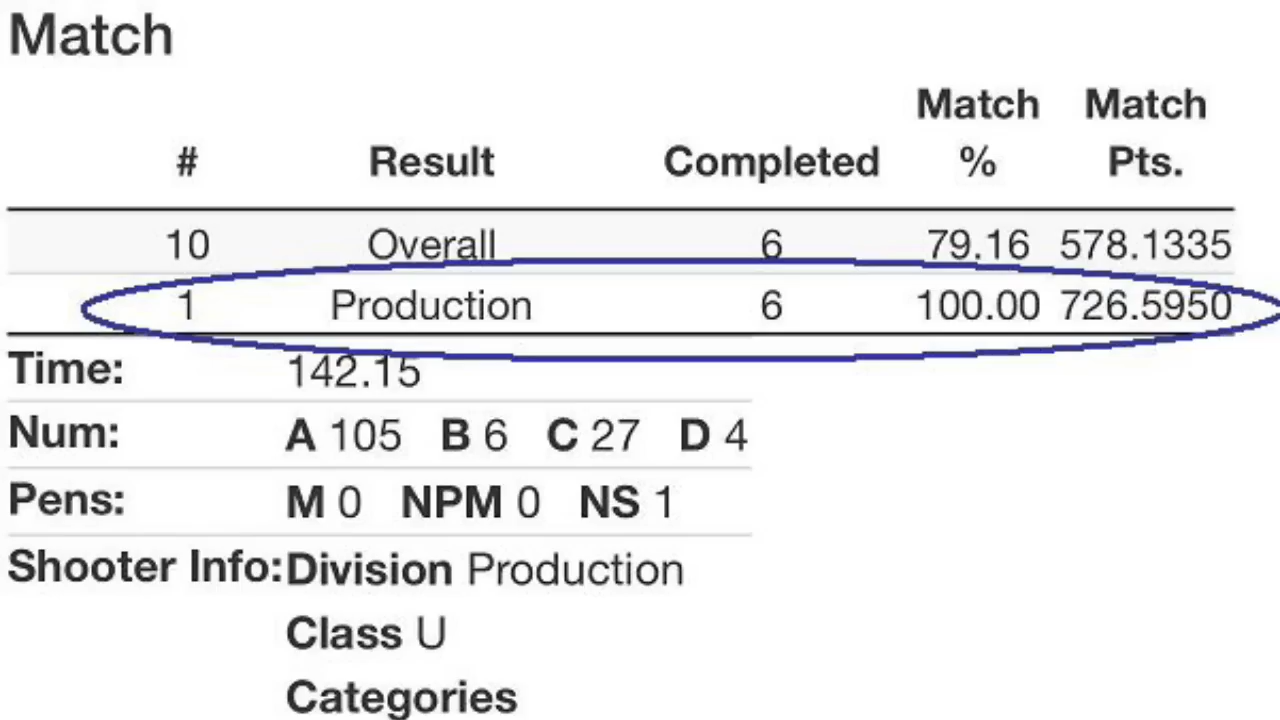 Match
Match Match
# Result Completed % Pts.
10 Overall 6 79.16 578.1335
1 Production 6 100.00 726.5950
Time: 142.15
Num: A 105 B 6 C 27 D 4
Pens: M 0 NPM 0 NS 1
Shooter Info: Division Production
Class U
Categories